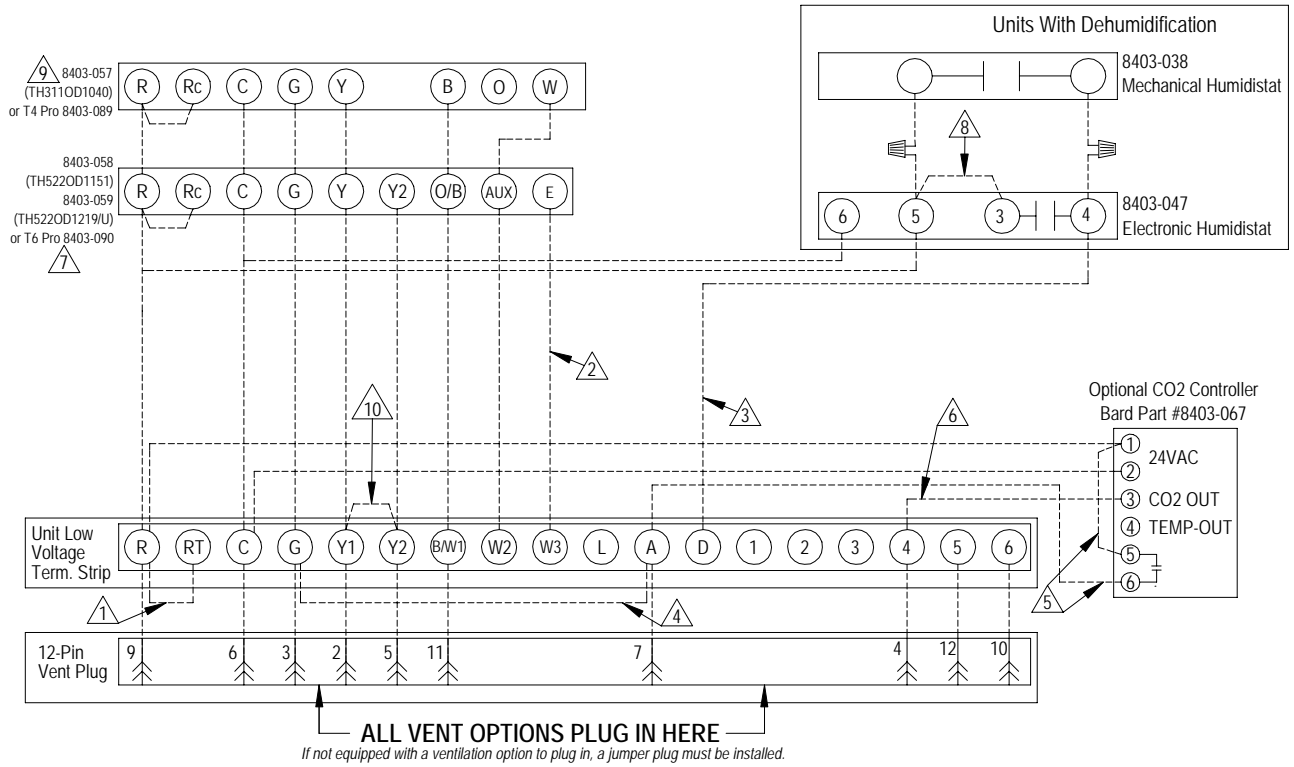 Units With Dehumidification
8403-038
Mechanical Humidistat
9
8403-057
(TH311OD1040)
or T4 Pro 8403-089
R Rc C G Y B O W
8
8403-058
(TH522OD1151)
8403-059
(TH522OD1219/U)
or T6 Pro 8403-090
7
R Rc C G Y Y2 O/B AUX E
6 5 3 4
8403-047
Electronic Humidistat
2
3
10
6
Optional CO2 Controller
Bard Part #8403-067
1
24VAC
2
3 CO2 OUT
4 TEMP-OUT
5
6
5
Unit Low
Voltage
Term. Strip
R RT C G Y1 Y2 B/W1 W2 W3 L A D 1 2 3 4 5 6
1
4
12-Pin
Vent Plug
9 6 3 2 5 11 7 4 12 10
ALL VENT OPTIONS PLUG IN HERE
If not equipped with a ventilation option to plug in, a jumper plug must be installed.